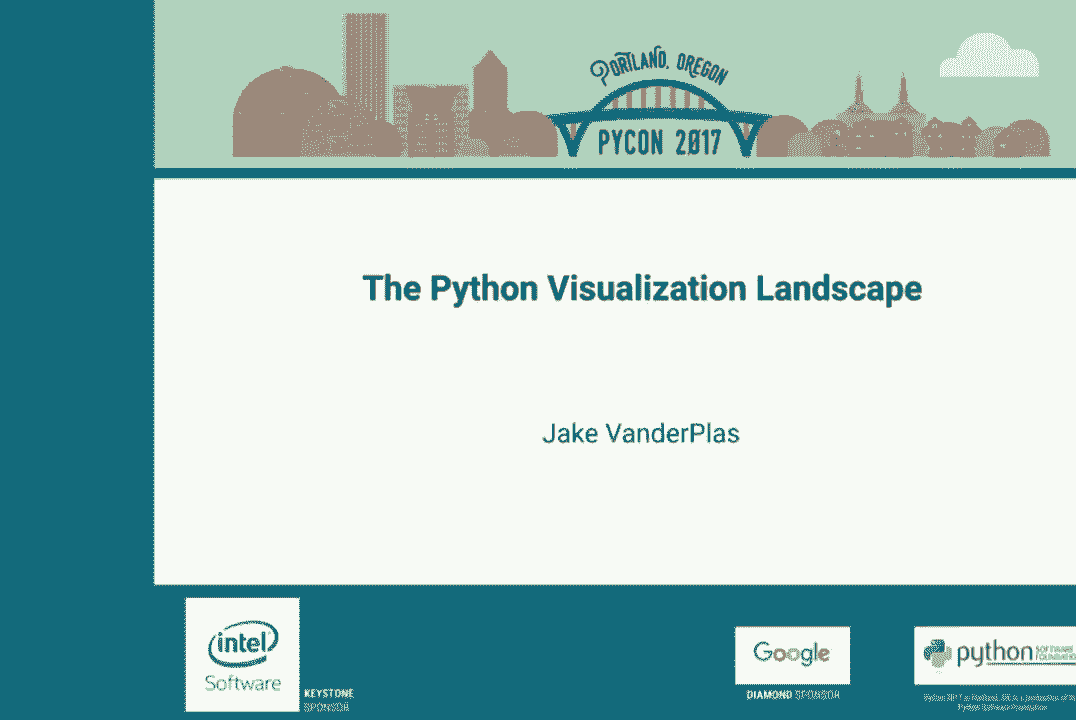 PORTLAND, OREGON
PYCON 2017
The Python Visualization Landscape
Jake VanderPlas
intel
Software
KEYSTONE
SPONSOR
Google
DIAMOND SPONSOR
python